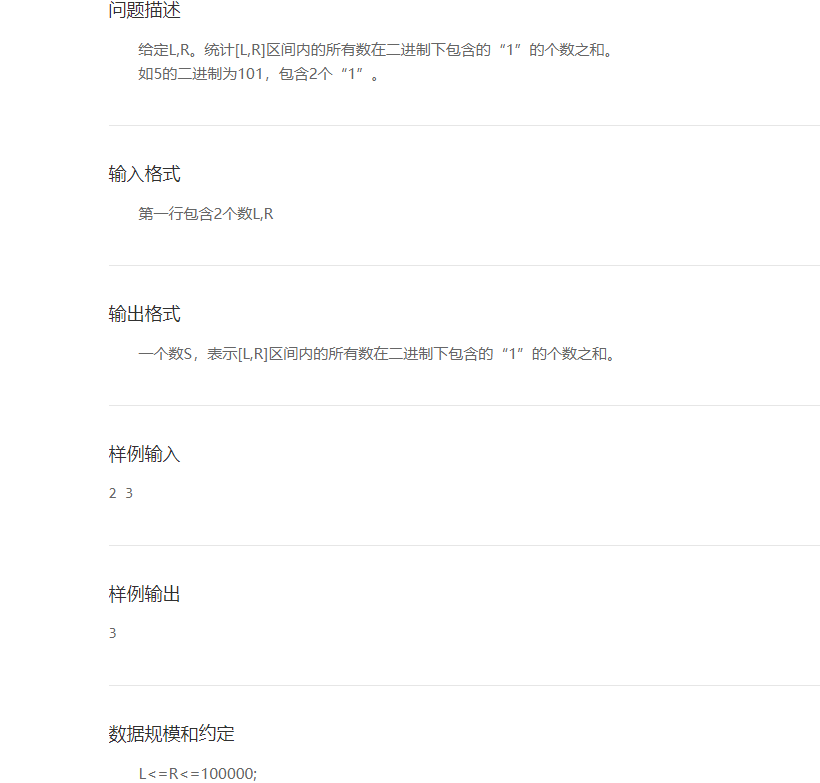 问题描述
给定L,R。统计[L,R]区间内的所有数在二进制下包含的“1”的个数之和。
如5的二进制为101，包含2个“1”。
输入格式
第一行包含2个数L,R
输出格式
一个数S，表示[L,R]区间内的所有数在二进制下包含的“1”的个数之和。
样例输入
2 3
样例输出
3
数据规模和约定
L<=R<=100000;